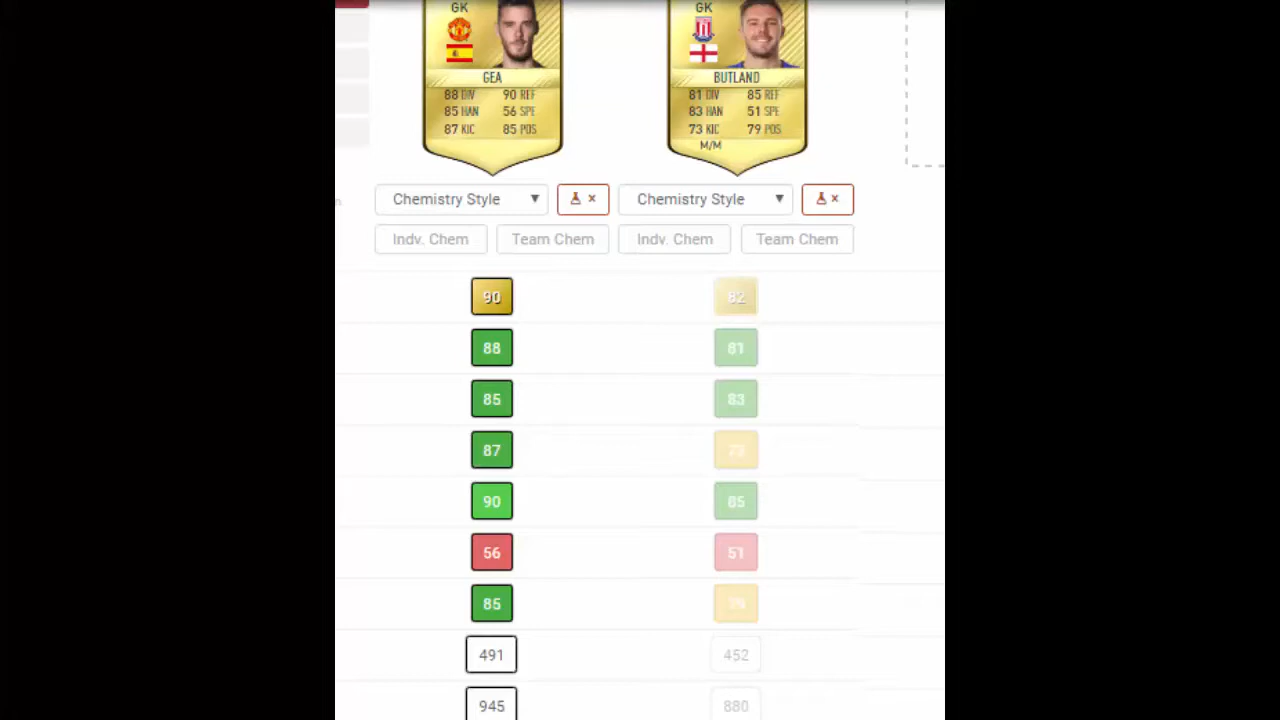 GK GK
GEA BUTLAND
88 DIV 90 REF 81 DIV 85 REF
85 HAN 56 SPE 83 HAN 51 SPE
87 KIC 85 POS 73 KIC 79 POS
M/M
Chemistry Style ▼ x Chemistry Style ▼ x
Indv. Chem Team Chem Indv. Chem Team Chem
90 82
88 81
85 83
87 73
90 85
56 51
85 79
491 452
945 880